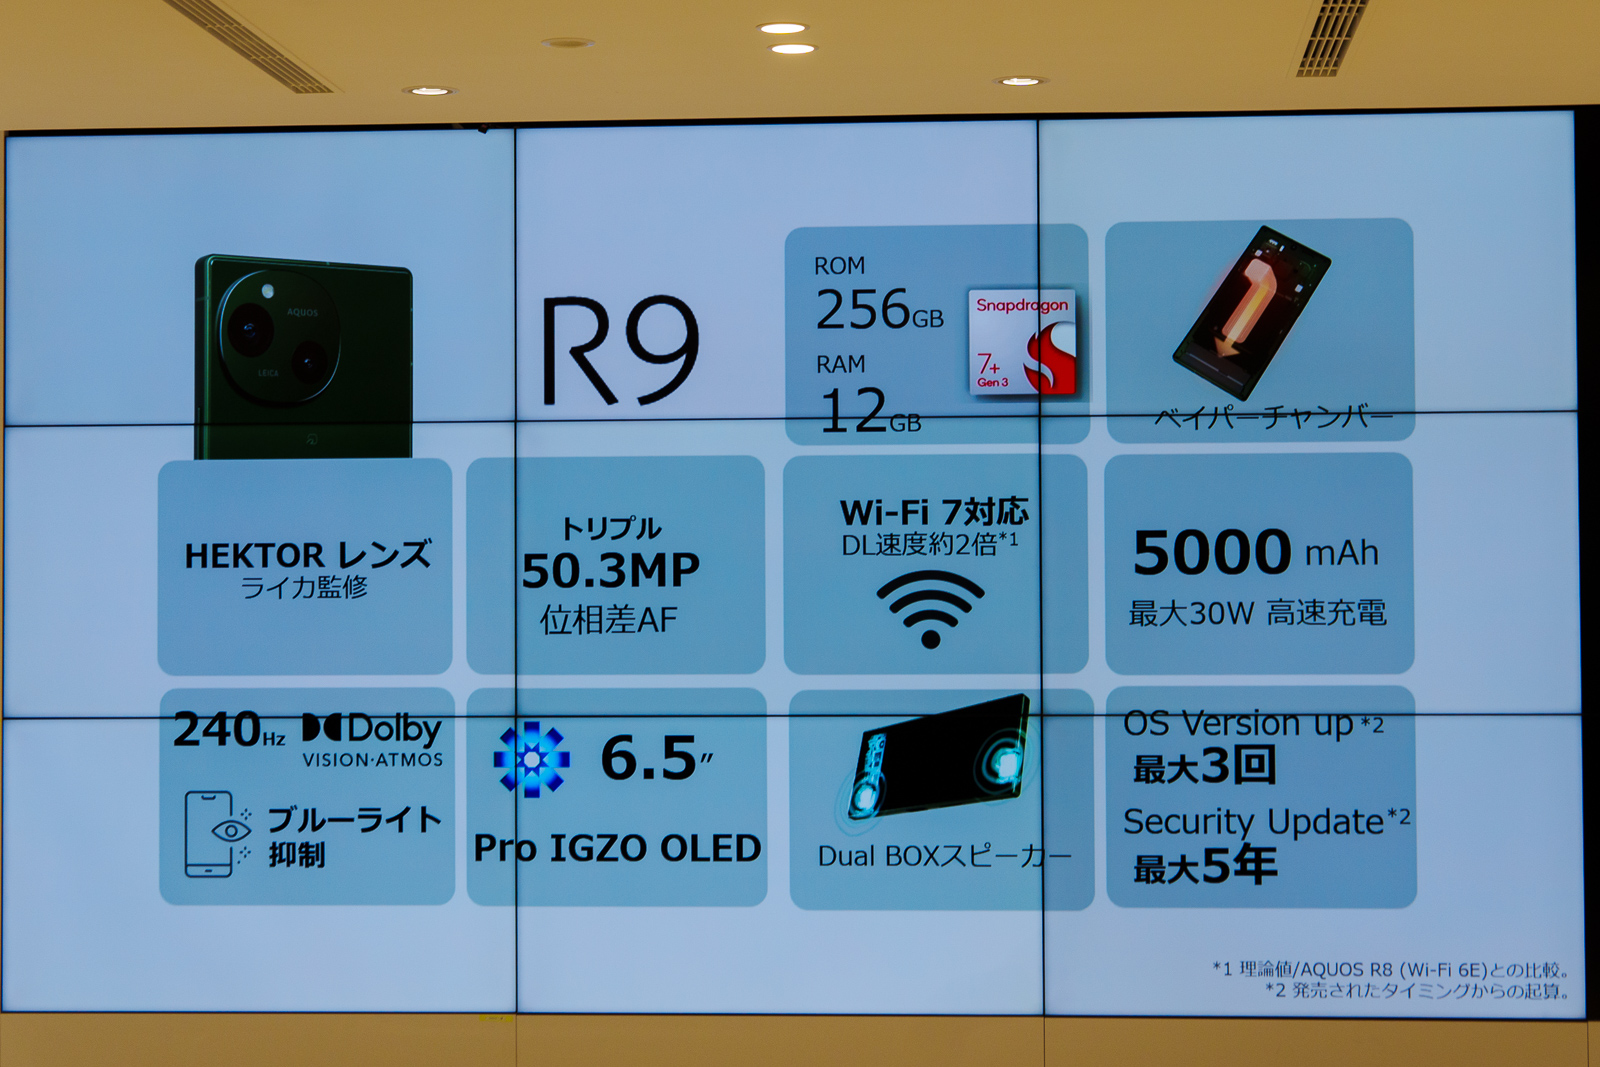 AQUOS
LEICA
R9
ROM
256GB
RAM
12GB
Snapdragon
7+
Gen 3
ベイパーチャンバー
HEKTOR レンズ
ライカ監修
トリプル
50.3MP
位相差AF
Wi-Fi 7対応
DL速度約2倍*1
5000 mAh
最大30W 高速充電
240Hz
Dolby
VISION·ATMOS
ブルーライト
抑制
6.5″
Pro IGZO OLED
Dual BOXスピーカー
OS Version up*2
最大3回
Security Update*2
最大5年
*1 理論値/AQUOS R8 (Wi-Fi 6E)との比較。
*2 発売されたタイミングからの起算。